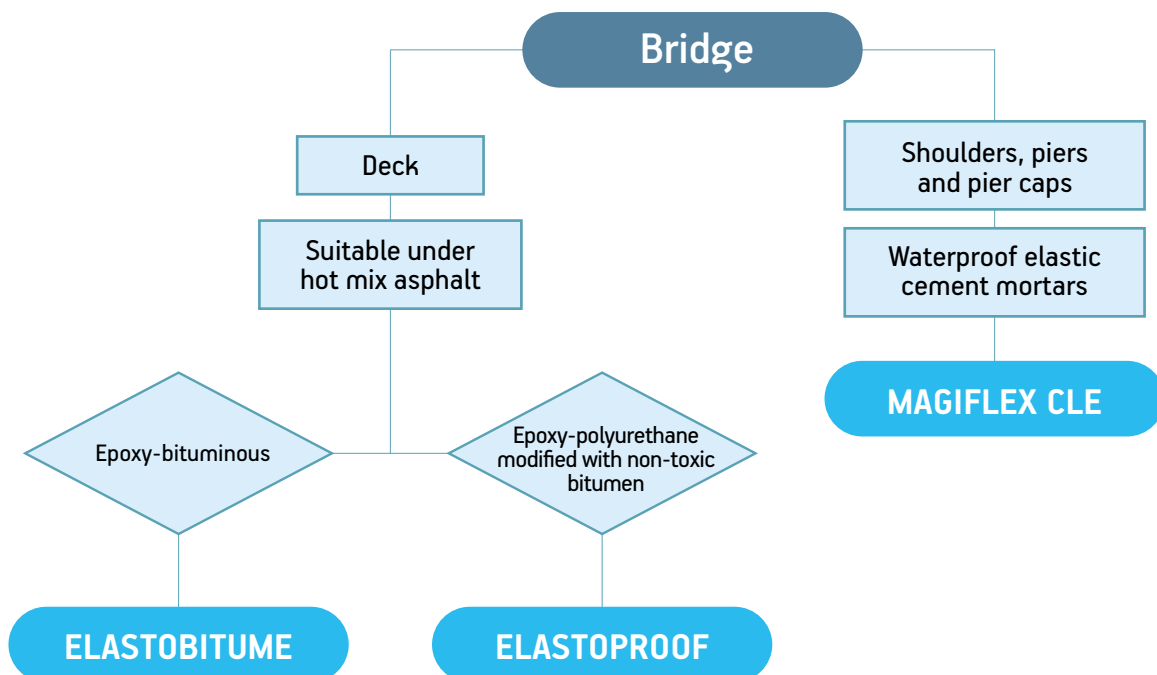 Bridge
Deck
Suitable under
hot mix asphalt
Epoxy-bituminous
Epoxy-polyurethane
modified with non-toxic
bitumen
ELASTOBITUME
ELASTOPROOF
Shoulders, piers
and pier caps
Waterproof elastic
cement mortars
MAGIFLEX CLE